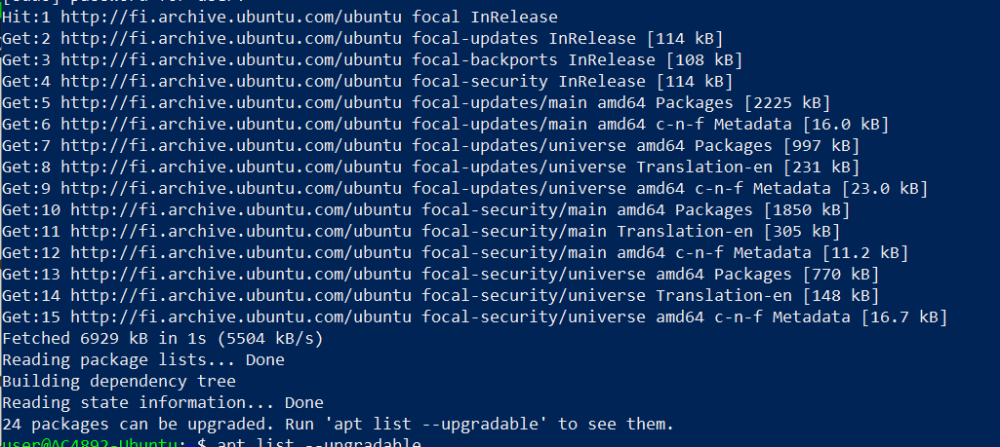 [sudo] password for user:
Hit:1 http://fi.archive.ubuntu.com/ubuntu focal InRelease
Get:2 http://fi.archive.ubuntu.com/ubuntu focal-updates InRelease [114 kB]
Get:3 http://fi.archive.ubuntu.com/ubuntu focal-backports InRelease [108 kB]
Get:4 http://fi.archive.ubuntu.com/ubuntu focal-security InRelease [114 kB]
Get:5 http://fi.archive.ubuntu.com/ubuntu focal-updates/main amd64 Packages [2225 kB]
Get:6 http://fi.archive.ubuntu.com/ubuntu focal-updates/main amd64 c-n-f Metadata [16.0 kB]
Get:7 http://fi.archive.ubuntu.com/ubuntu focal-updates/universe amd64 Packages [997 kB]
Get:8 http://fi.archive.ubuntu.com/ubuntu focal-updates/universe Translation-en [231 kB]
Get:9 http://fi.archive.ubuntu.com/ubuntu focal-updates/universe amd64 c-n-f Metadata [23.0 kB]
Get:10 http://fi.archive.ubuntu.com/ubuntu focal-security/main amd64 Packages [1850 kB]
Get:11 http://fi.archive.ubuntu.com/ubuntu focal-security/main Translation-en [305 kB]
Get:12 http://fi.archive.ubuntu.com/ubuntu focal-security/main amd64 c-n-f Metadata [11.2 kB]
Get:13 http://fi.archive.ubuntu.com/ubuntu focal-security/universe amd64 Packages [770 kB]
Get:14 http://fi.archive.ubuntu.com/ubuntu focal-security/universe Translation-en [148 kB]
Get:15 http://fi.archive.ubuntu.com/ubuntu focal-security/universe amd64 c-n-f Metadata [16.7 kB]
Fetched 6929 kB in 1s (5504 kB/s)
Reading package lists... Done
Building dependency tree
Reading state information... Done
24 packages can be upgraded. Run 'apt list --upgradable' to see them.
user@AC4892-Ubuntu: $ apt list --upgradable